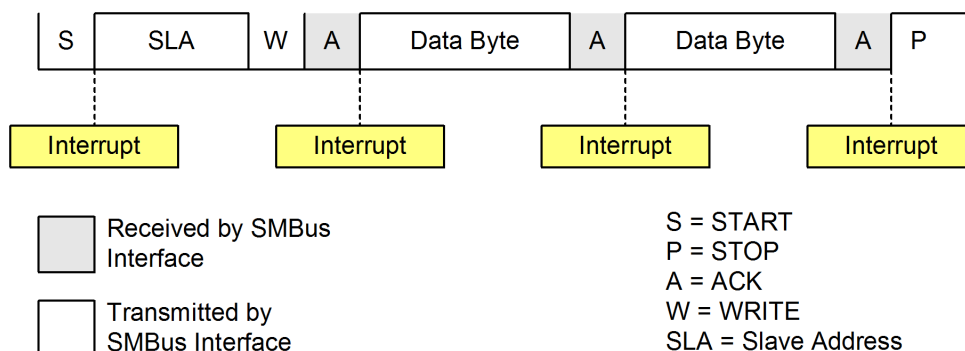 S SLA W A Data Byte A Data Byte A P
Interrupt Interrupt Interrupt Interrupt
Received by SMBus
Interface
Transmitted by
SMBus Interface
S = START
P = STOP
A = ACK
W = WRITE
SLA = Slave Address